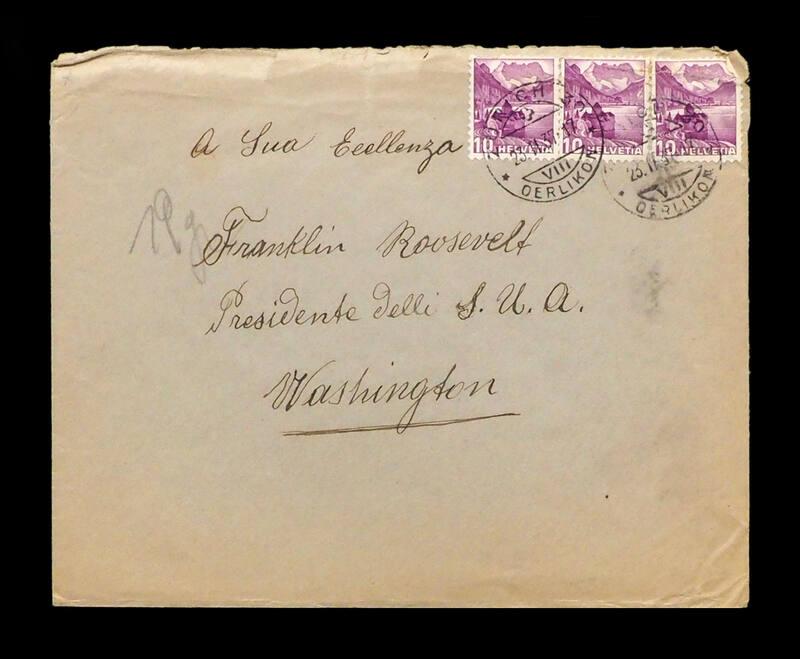 10 HELVETIA
10 HELVETIA
10 HELVETIA
VIII
OERLIKON
VIII
OERLIKON
A Sua Eccellenza
Franklin Roosevelt
Presidente delli S. U. A.
Washington